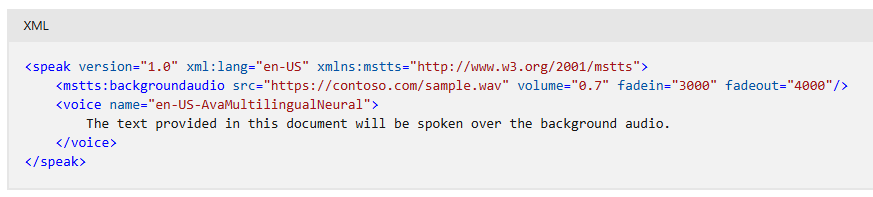 XML
<speak version="1.0" xml:lang="en-US" xmlns:mstts="http://www.w3.org/2001/mstts">
    <mstts:backgroundaudio src="https://contoso.com/sample.wav" volume="0.7" fadein="3000" fadeout="4000"/>
    <voice name="en-US-AvaMultilingualNeural">
        The text provided in this document will be spoken over the background audio.
    </voice>
</speak>